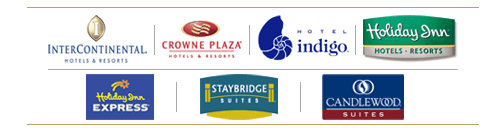 INTERCONTINENTAL.
HOTELS & RESORTS
CROWNE PLAZA
HOTELS & RESORTS
HOTEL
indigo.
Holiday Inn
HOTELS · RESORTS
Holiday Inn
EXPRESS
STAYBRIDGE
SUITES
CANDLEWOOD
SUITES